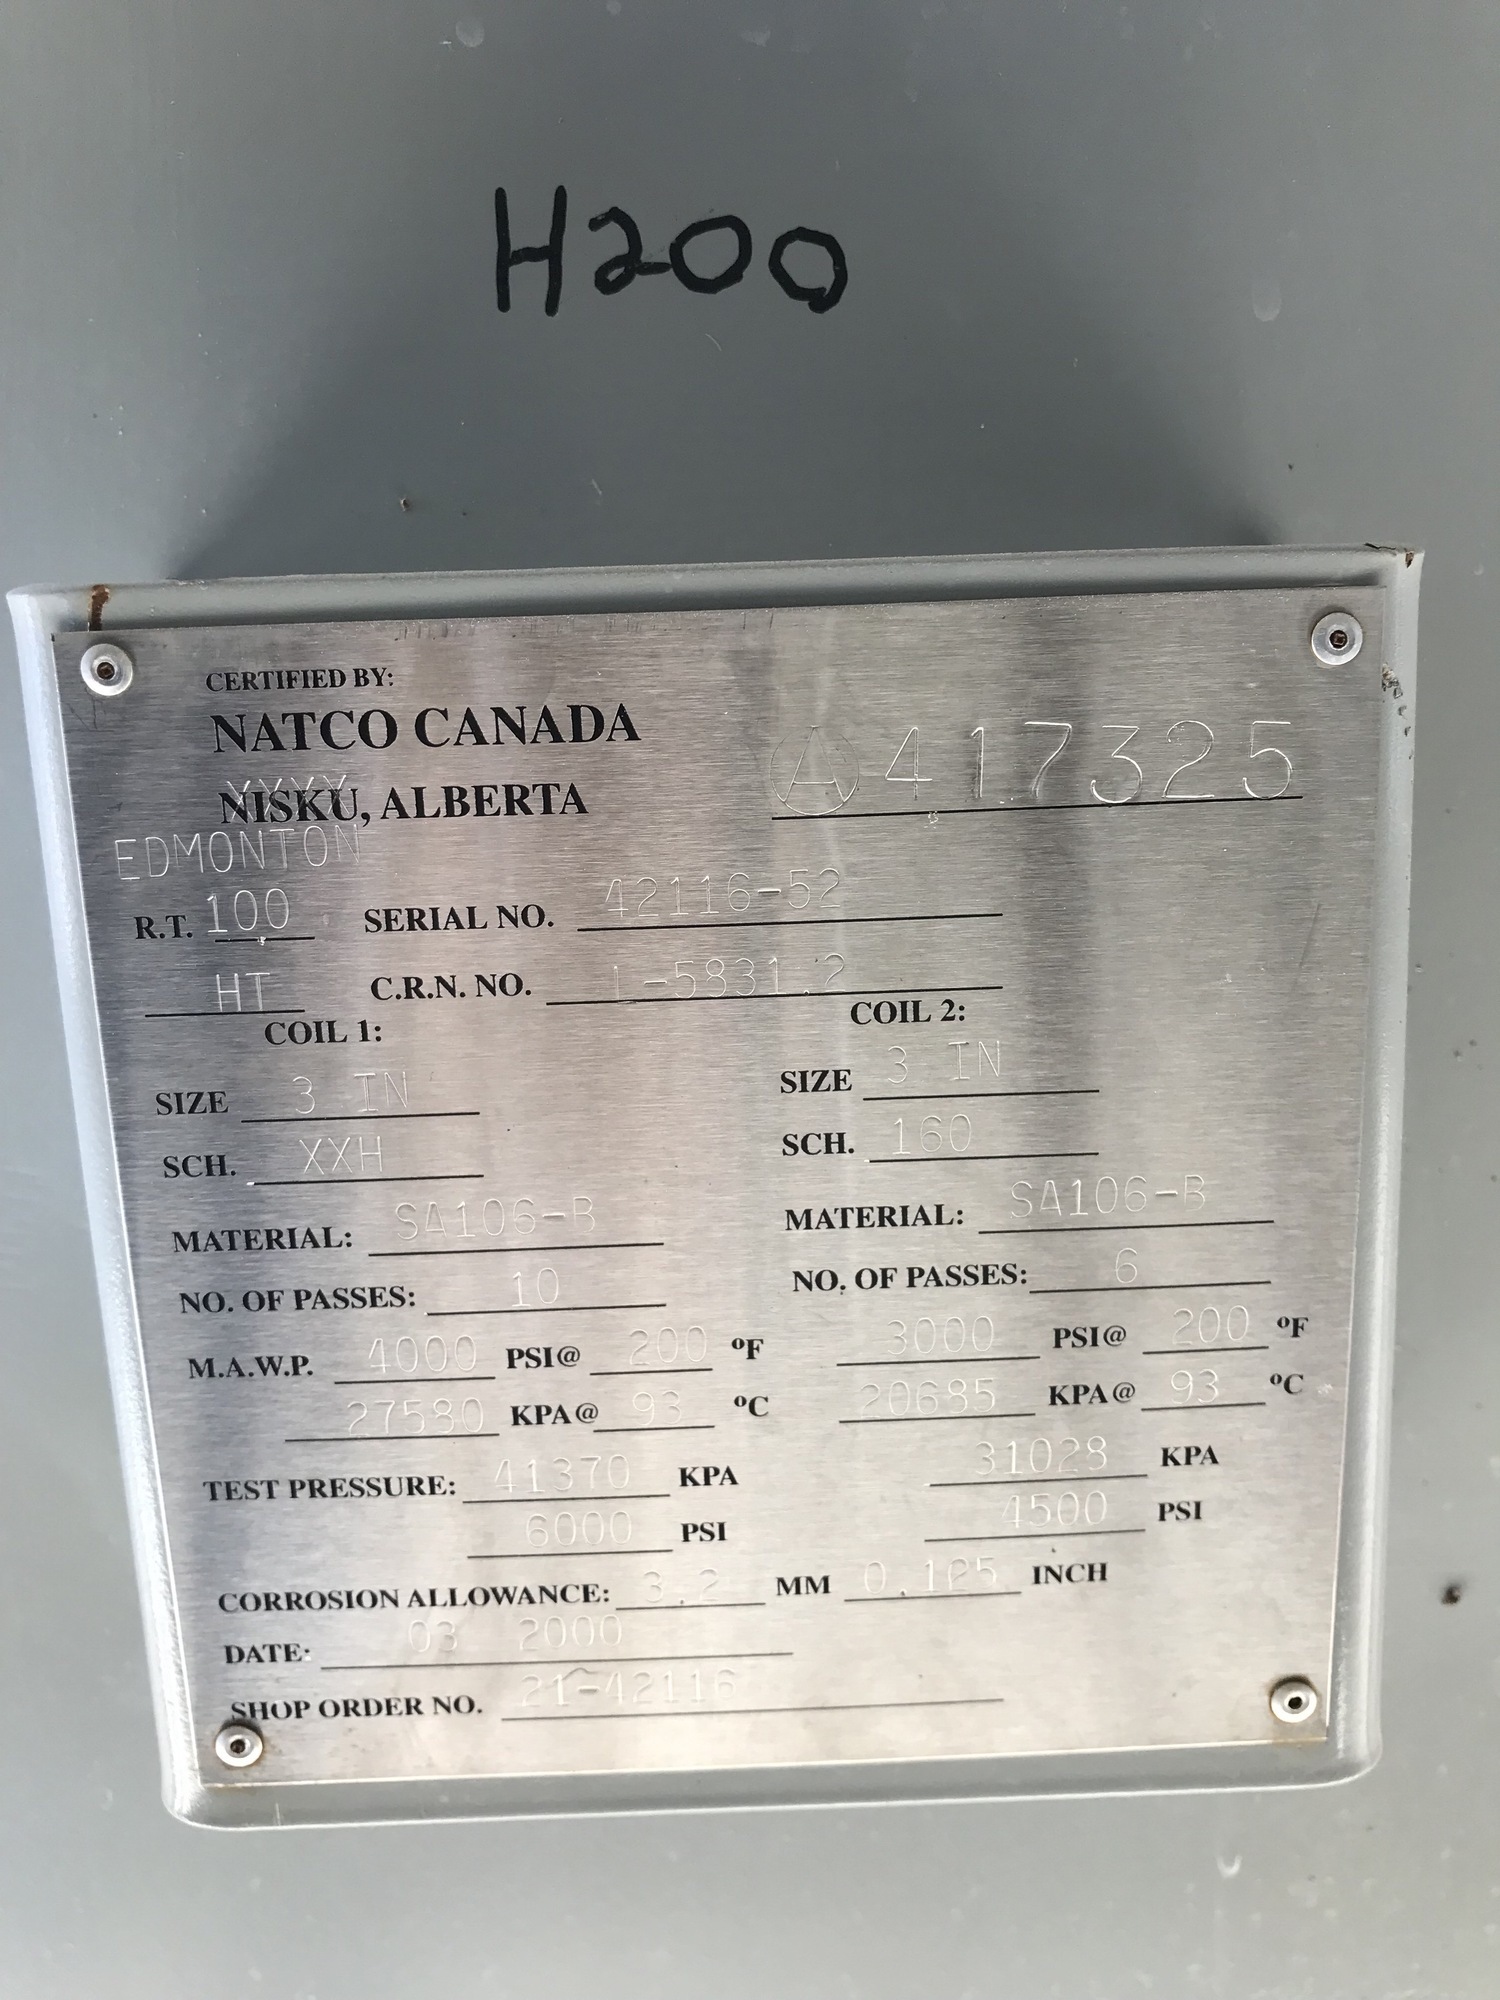 H200
CERTIFIED BY:
NATCO CANADA
A 417325
NISKU, ALBERTA
XXXX
EDMONTON
R.T. 100 SERIAL NO. 42116-52
HT C.R.N. NO. L-5831.2
COIL 1: COIL 2:
SIZE 3 IN SIZE 3 IN
SCH. XXH SCH. 160
MATERIAL: SA106-B MATERIAL: SA106-B
NO. OF PASSES: 10 NO. OF PASSES: 6
M.A.W.P. 4000 PSI@ 200 ºF 3000 PSI@ 200 ºF
27580 KPA@ 93 ºC 20685 KPA@ 93 ºC
TEST PRESSURE: 41370 KPA 31028 KPA
6000 PSI 4500 PSI
CORROSION ALLOWANCE: 3.2 MM 0.125 INCH
DATE: 03 2000
SHOP ORDER NO. 21-42116